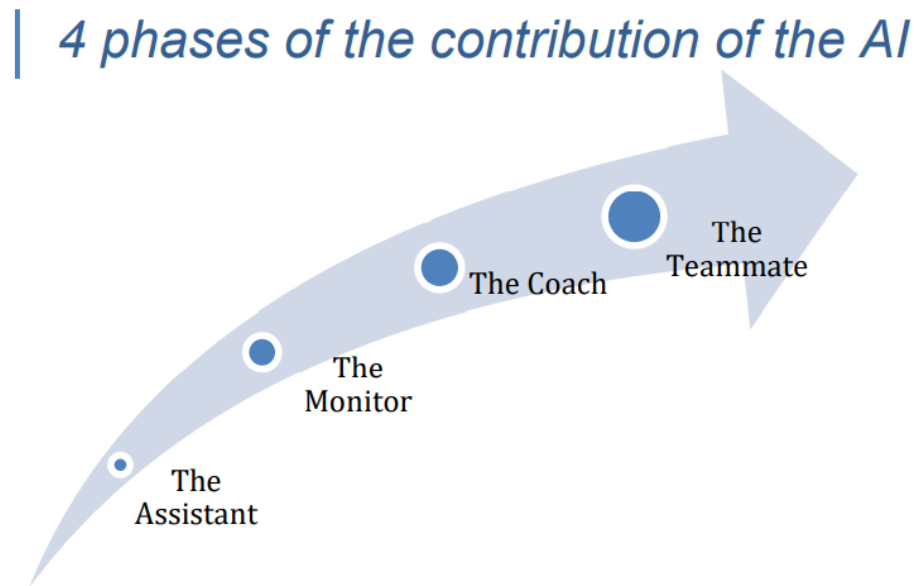 4 phases of the contribution of the AI
The
Assistant
The
Monitor
The Coach
The
Teammate